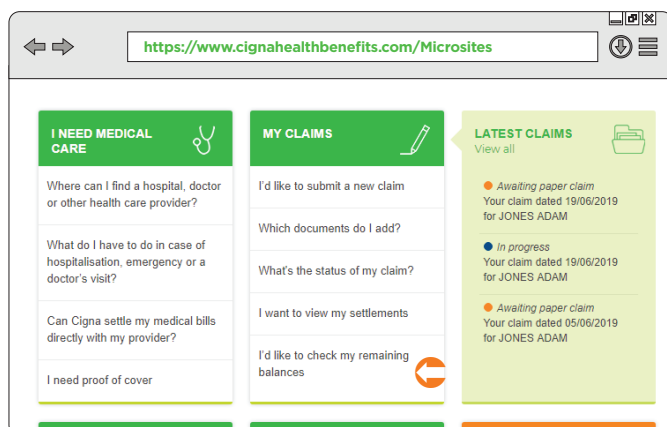 https://www.cignahealthbenefits.com/Microsites
I NEED MEDICAL
CARE
Where can I find a hospital, doctor
or other health care provider?
What do I have to do in case of
hospitalisation, emergency or a
doctor's visit?
Can Cigna settle my medical bills
directly with my provider?
I need proof of cover
MY CLAIMS
I'd like to submit a new claim
Which documents do I add?
What's the status of my claim?
I want to view my settlements
I'd like to check my remaining
balances
LATEST CLAIMS
View all
Awaiting paper claim
Your claim dated 19/06/2019
for JONES ADAM
In progress
Your claim dated 19/06/2019
for JONES ADAM
Awaiting paper claim
Your claim dated 05/06/2019
for JONES ADAM